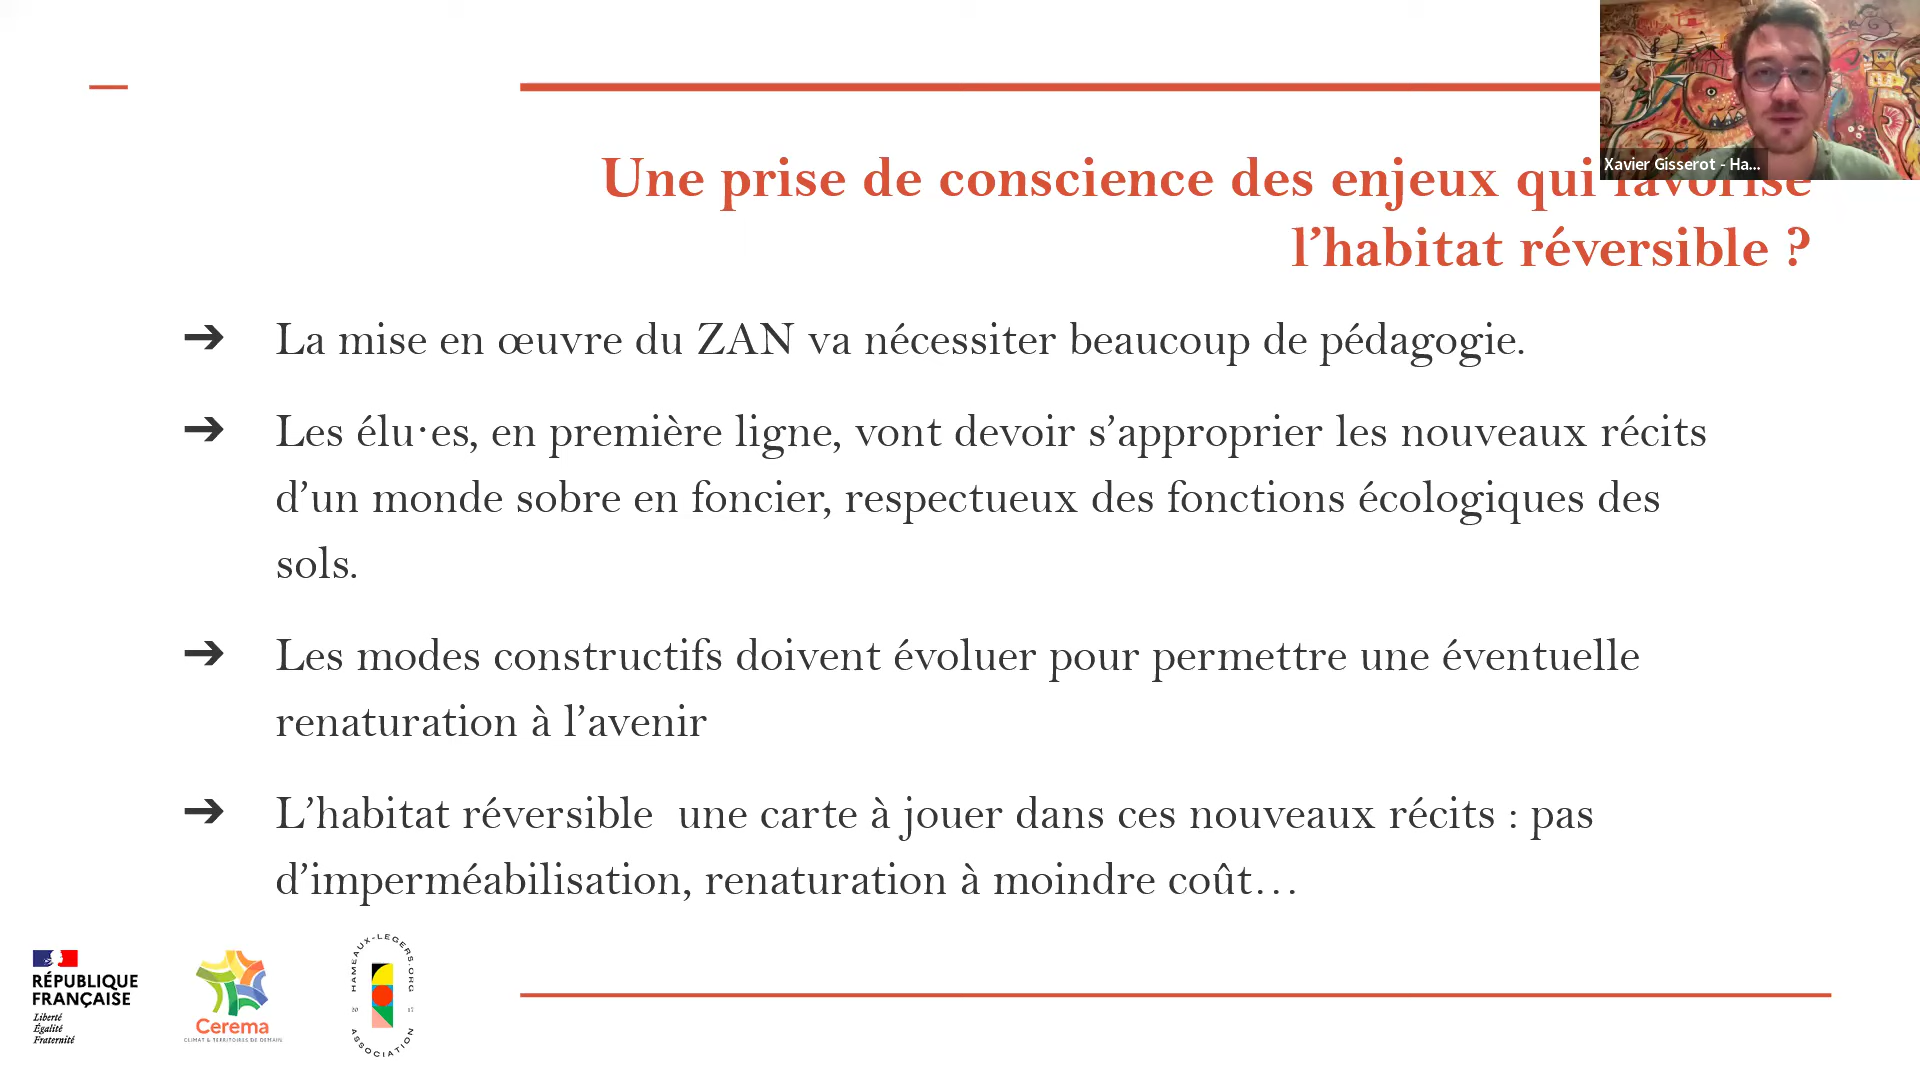 Xavier Gisserot - Ha...
Une prise de conscience des enjeux qui favorise
l’habitat réversible ?
➔ La mise en œuvre du ZAN va nécessiter beaucoup de pédagogie.
➔ Les élu·es, en première ligne, vont devoir s’approprier les nouveaux récits
d’un monde sobre en foncier, respectueux des fonctions écologiques des
sols.
➔ Les modes constructifs doivent évoluer pour permettre une éventuelle
renaturation à l’avenir
➔ L’habitat réversible  une carte à jouer dans ces nouveaux récits : pas
d’imperméabilisation, renaturation à moindre coût…
RÉPUBLIQUE
FRANÇAISE
Liberté
Égalité
Fraternité
Cerema
CLIMAT & TERRITOIRES DE DEMAIN
HAMEAUX-LEGERS.ORG
20 17
ASSOCIATION